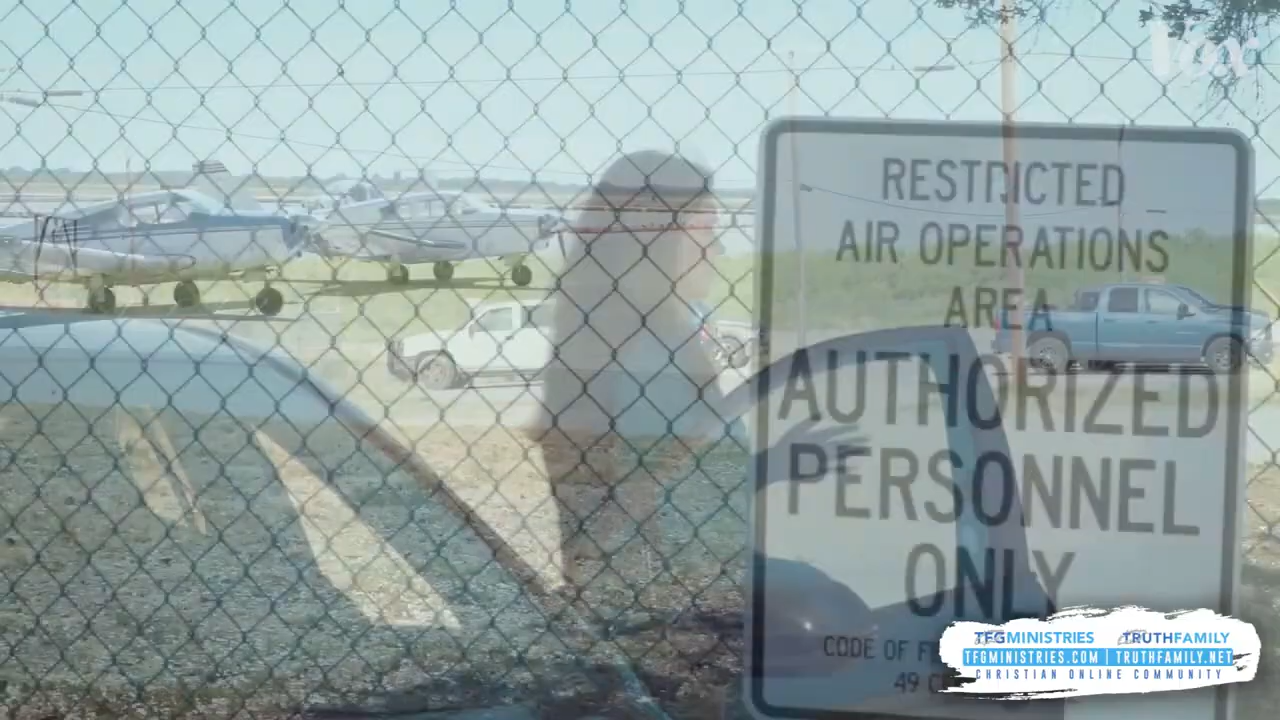 Vox
RESTRICTED
AIR OPERATIONS
AREA
AUTHORIZED
PERSONNEL
ONLY
CODE OF
49
TFGMINISTRIES TRUTHFAMILY
TFGMINISTRIES.COM | TRUTHFAMILY.NET
CHRISTIAN ONLINE COMMUNITY